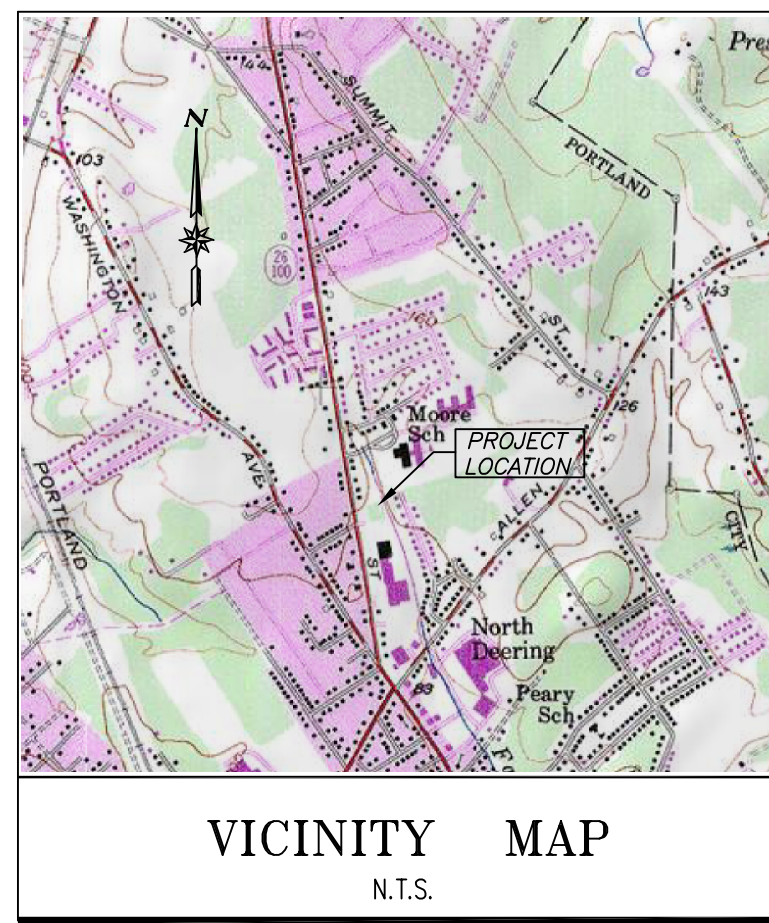 Pres
144
SUMMIT
N
PORTLAND
103
WASHINGTON
26
100
143
160
ST
126
Moore
Sch
PROJECT
LOCATION
AVE
PORTLAND
ALLEN
CITY
ST
North
Deering
83
Peary
Sch
Fa
VICINITY MAP
N.T.S.